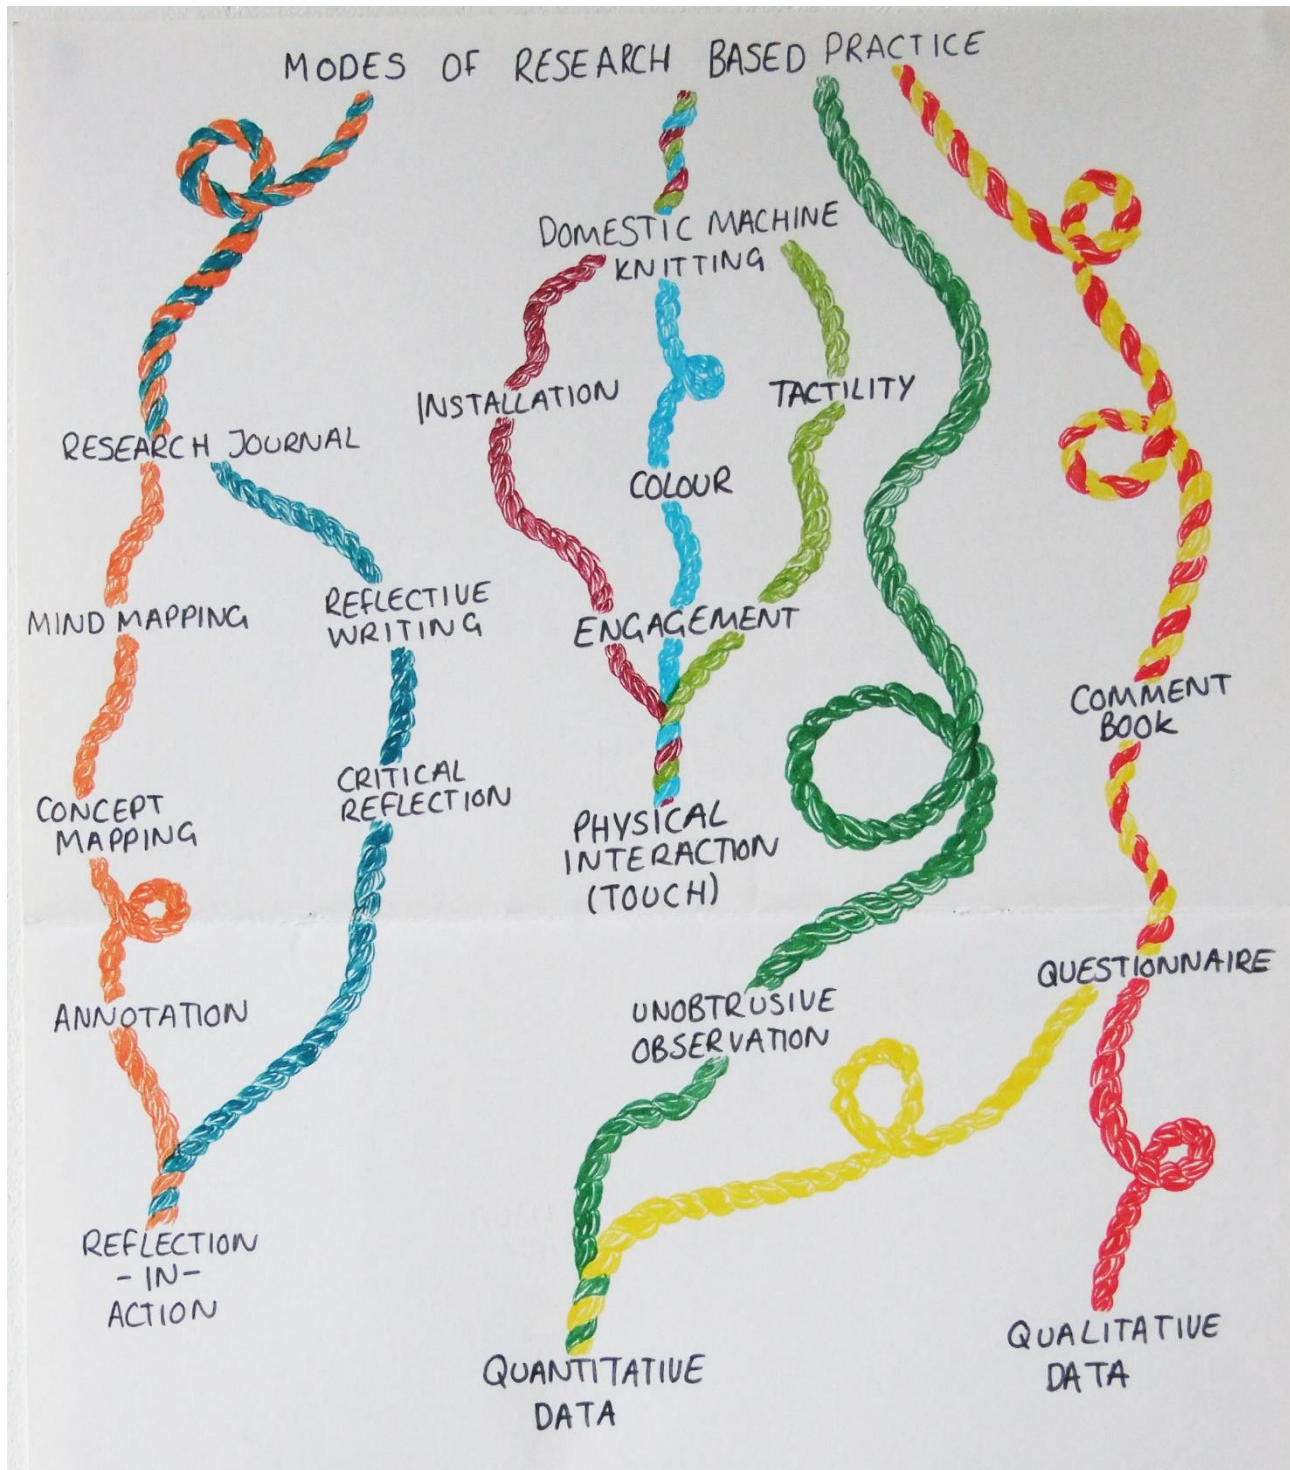 MODES OF RESEARCH BASED PRACTICE
DOMESTIC MACHINE
KNITTING
INSTALLATION
TACTILITY
RESEARCH JOURNAL
COLOUR
MIND MAPPING
REFLECTIVE
WRITING
ENGAGEMENT
COMMENT
BOOK
CRITICAL
REFLECTION
CONCEPT
MAPPING
PHYSICAL
INTERACTION
(TOUCH)
QUESTIONNAIRE
ANNOTATION
UNOBTRUSIVE
OBSERVATION
REFLECTION
-IN-
ACTION
QUANTITATIVE
DATA
QUALITATIVE
DATA